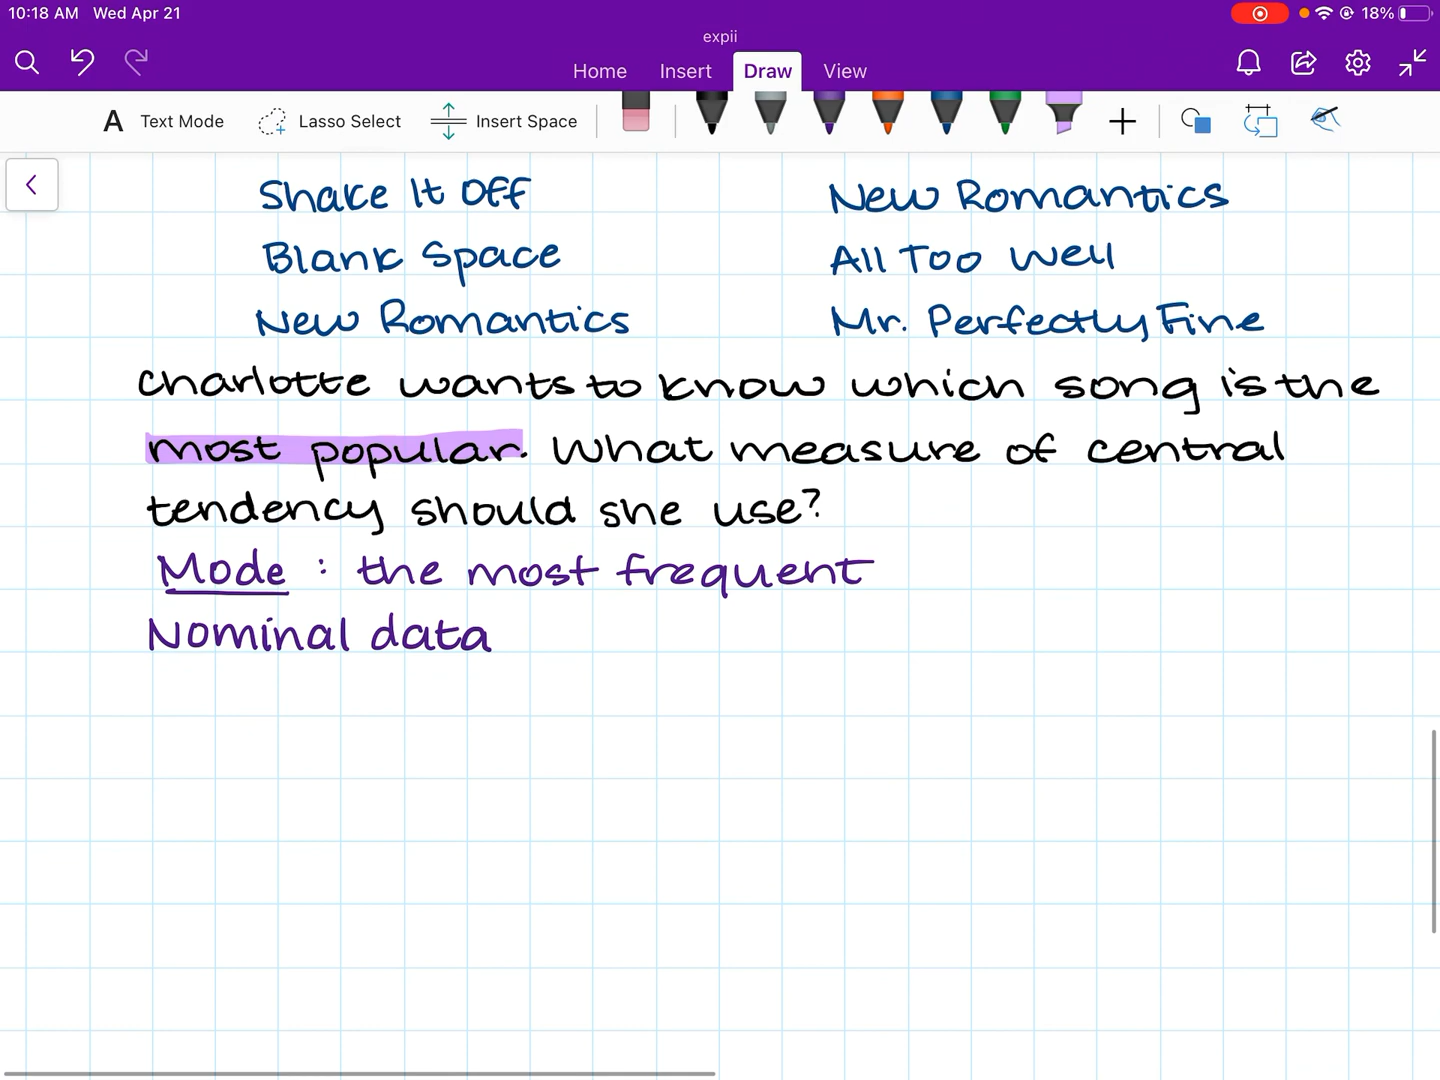 10:18 AM Wed Apr 21 18%
expii
Home Insert Draw View
A Text Mode Lasso Select Insert Space
Shake It Off New Romantics
Blank Space All Too Well
New Romantics Mr. Perfectly Fine
Charlotte wants to know which song is the
most popular. What measure of central
tendency should she use?
Mode : the most frequent
Nominal data